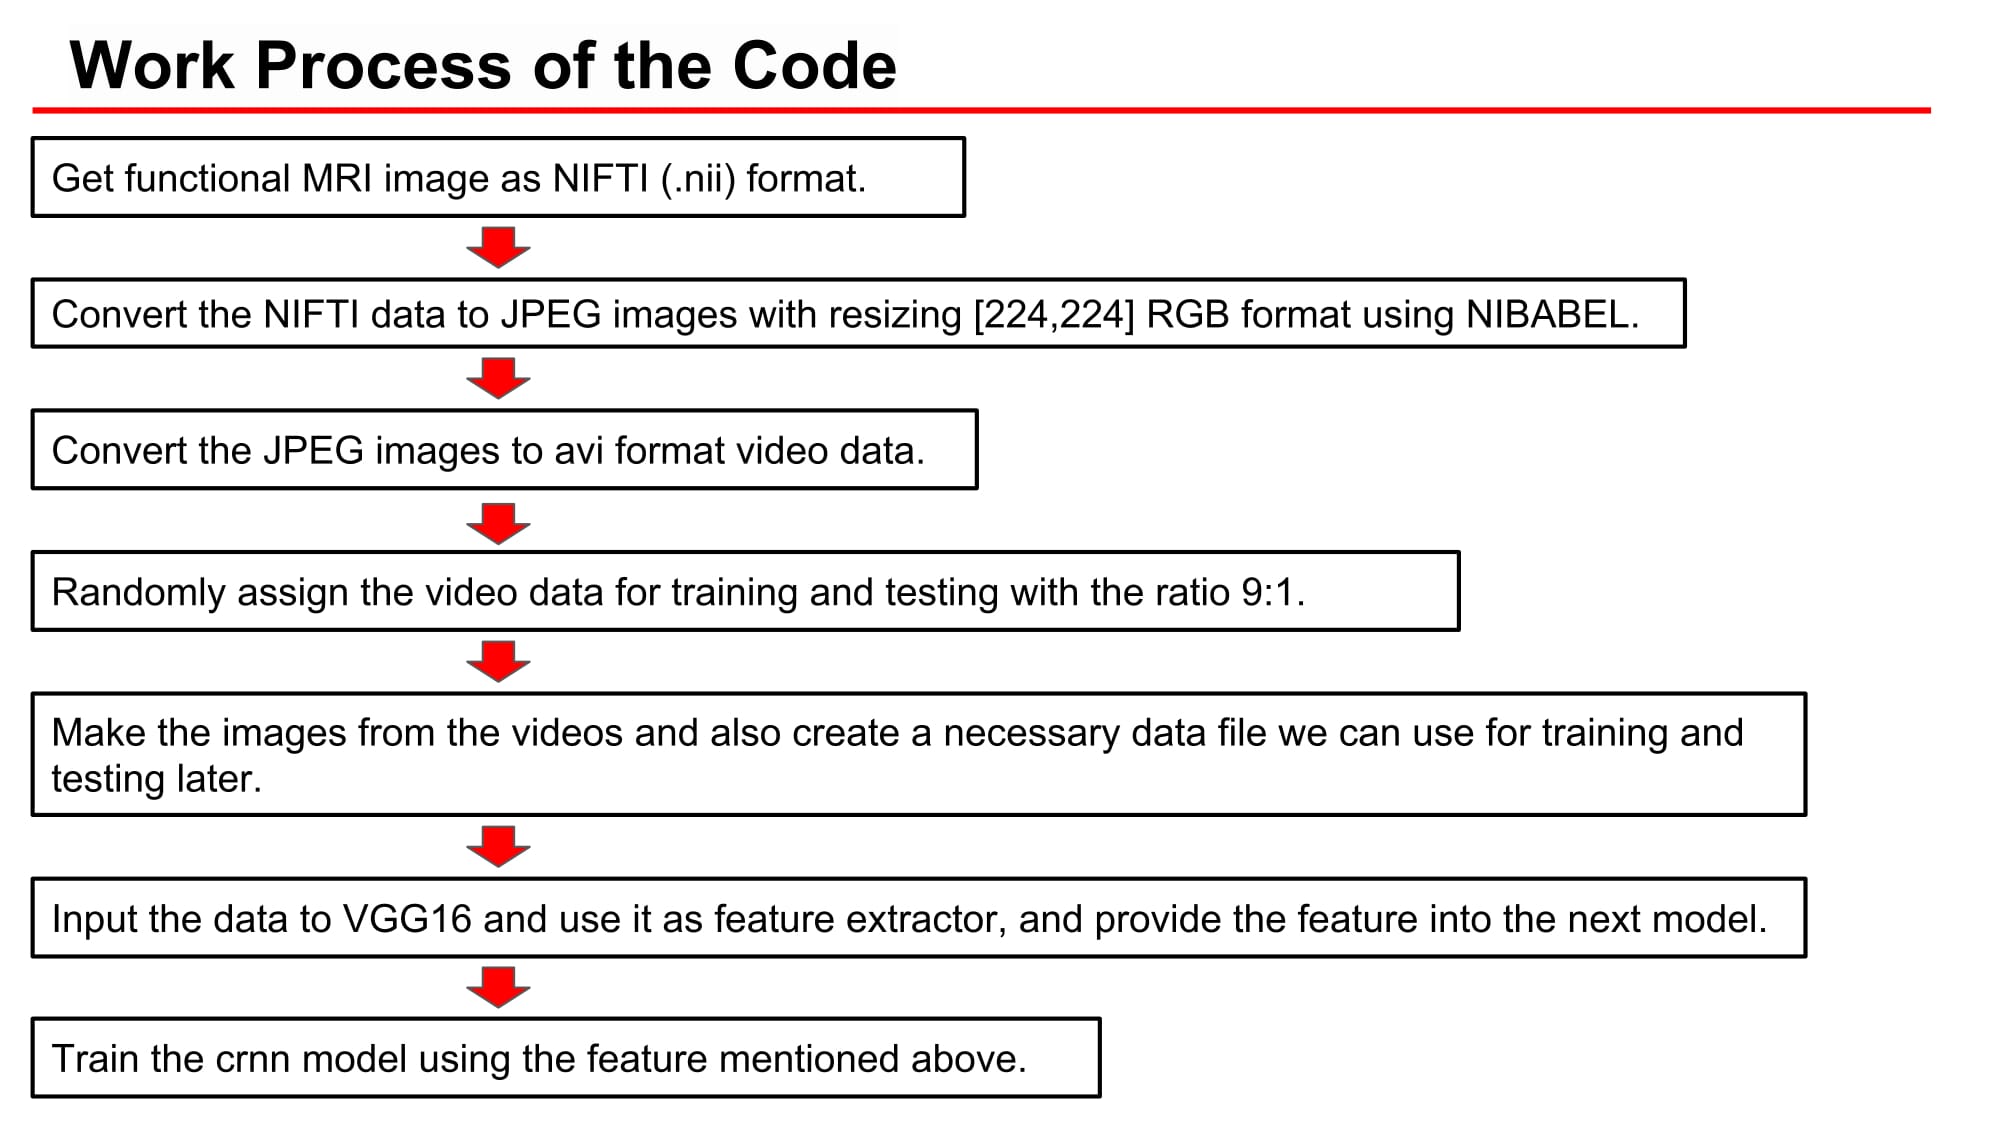 Work Process of the Code
Get functional MRI image as NIFTI (.nii) format.
Convert the NIFTI data to JPEG images with resizing [224,224] RGB format using NIBABEL.
Convert the JPEG images to avi format video data.
Randomly assign the video data for training and testing with the ratio 9:1.
Make the images from the videos and also create a necessary data file we can use for training and
testing later.
Input the data to VGG16 and use it as feature extractor, and provide the feature into the next model.
Train the crnn model using the feature mentioned above.